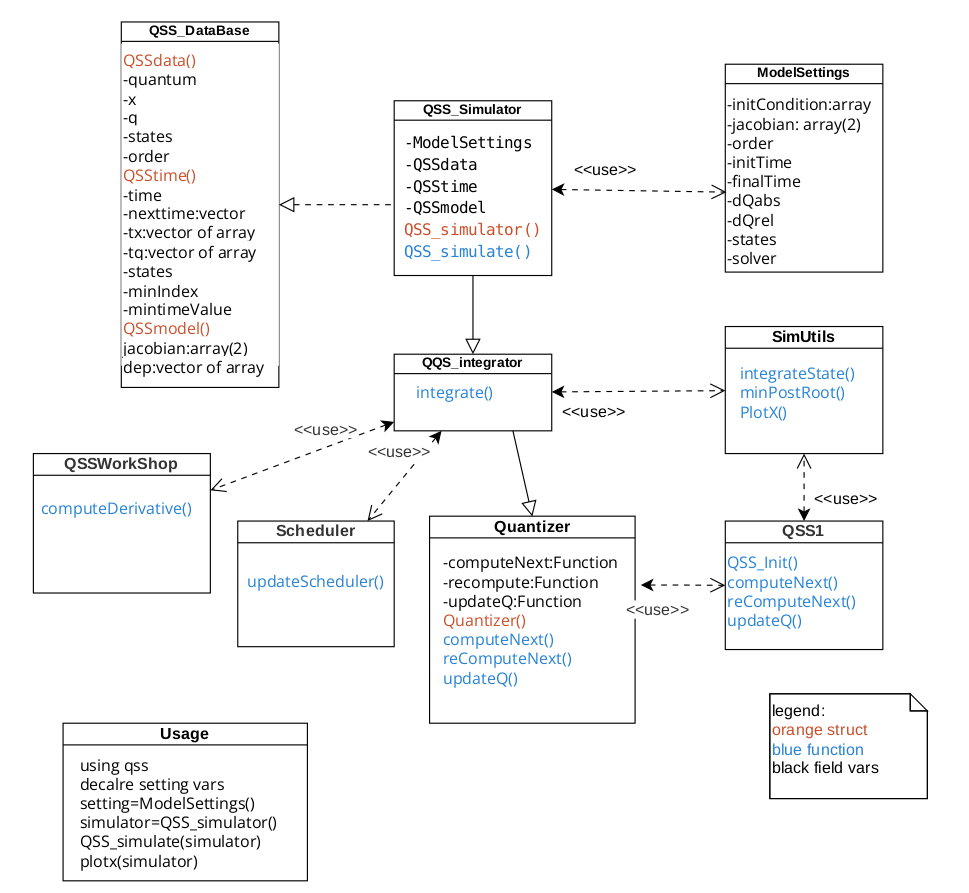 QSS_DataBase
QSSdata()
-quantum
-x
-q
-states
-order
QSStime()
-time
-nexttime:vector
-tx:vector of array
-tq:vector of array
-states
-minIndex
-mintimeValue
QSSmodel()
jacobian:array(2)
dep:vector of array
QSS_Simulator
-ModelSettings
-QSSdata
-QSStime
-QSSmodel
QSS_simulator()
QSS_simulate()
<<use>>
ModelSettings
-initCondition:array
-jacobian: array(2)
-order
-initTime
-finalTime
-dQabs
-dQrel
-states
-solver
QQS_integrator
integrate()
<<use>>
SimUtils
integrateState()
minPostRoot()
PlotX()
<<use>>
<<use>>
<<use>>
QSSWorkShop
computeDerivative()
Scheduler
updateScheduler()
Quantizer
-computeNext:Function
-recompute:Function
-updateQ:Function
Quantizer()
computeNext()
reComputeNext()
updateQ()
<<use>>
QSS1
QSS_Init()
computeNext()
reComputeNext()
updateQ()
Usage
using qss
decalre setting vars
setting=ModelSettings()
simulator=QSS_simulator()
QSS_simulate(simulator)
plotx(simulator)
legend:
orange struct
blue function
black field vars